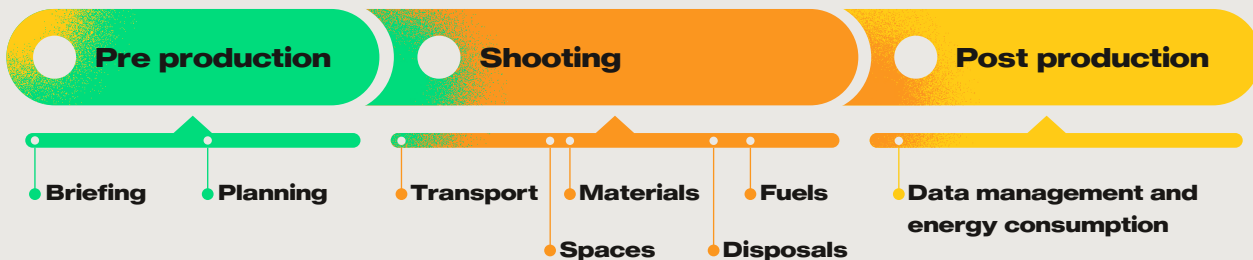 Pre production
Shooting
Post production
Briefing
Planning
Transport
Materials
Fuels
Data management and
energy consumption
Spaces
Disposals